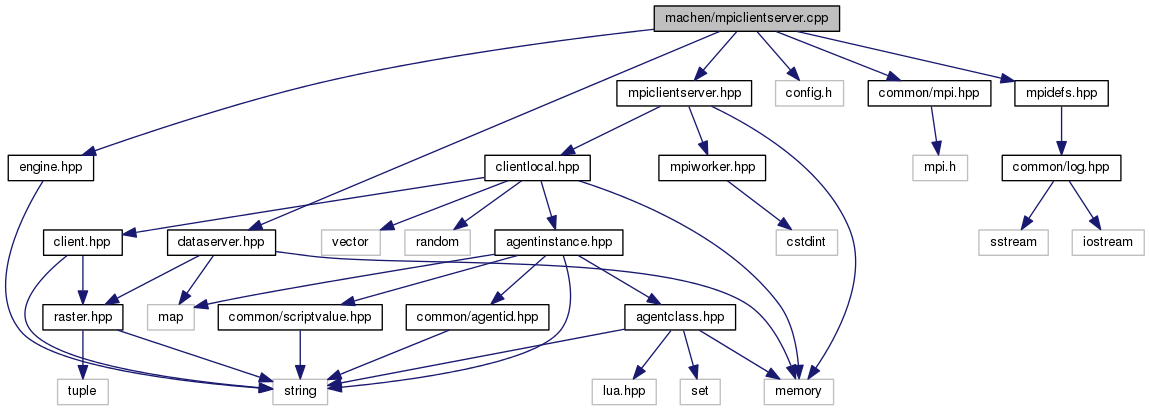 machen/mpiclientserver.cpp
mpiclientserver.hpp
config.h
common/mpi.hpp
mpidefs.hpp
engine.hpp
clientlocal.hpp
mpiworker.hpp
mpi.h
common/log.hpp
client.hpp
dataserver.hpp
vector
random
agentinstance.hpp
cstdint
sstream
iostream
raster.hpp
map
common/scriptvalue.hpp
common/agentid.hpp
agentclass.hpp
tuple
string
lua.hpp
set
memory